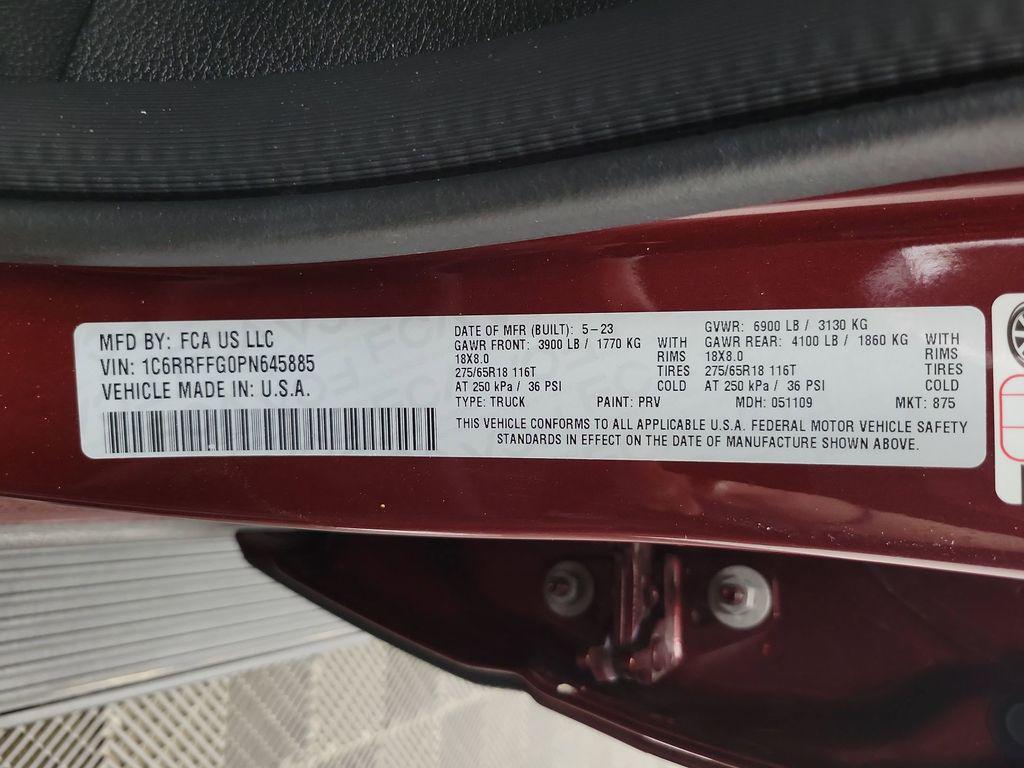 MFD BY: FCA US LLC
VIN: 1C6RRFFG0PN645885
VEHICLE MADE IN: U.S.A.
DATE OF MFR (BUILT): 5-23
GAWR FRONT: 3900 LB / 1770 KG WITH
18X8.0 RIMS
275/65R18 116T TIRES
AT 250 kPa / 36 PSI COLD
GVWR: 6900 LB / 3130 KG
GAWR REAR: 4100 LB / 1860 KG WITH
18X8.0 RIMS
275/65R18 116T TIRES
AT 250 kPa / 36 PSI COLD
TYPE: TRUCK PAINT: PRV MDH: 051109 MKT: 875
THIS VEHICLE CONFORMS TO ALL APPLICABLE U.S.A. FEDERAL MOTOR VEHICLE SAFETY
STANDARDS IN EFFECT ON THE DATE OF MANUFACTURE SHOWN ABOVE.